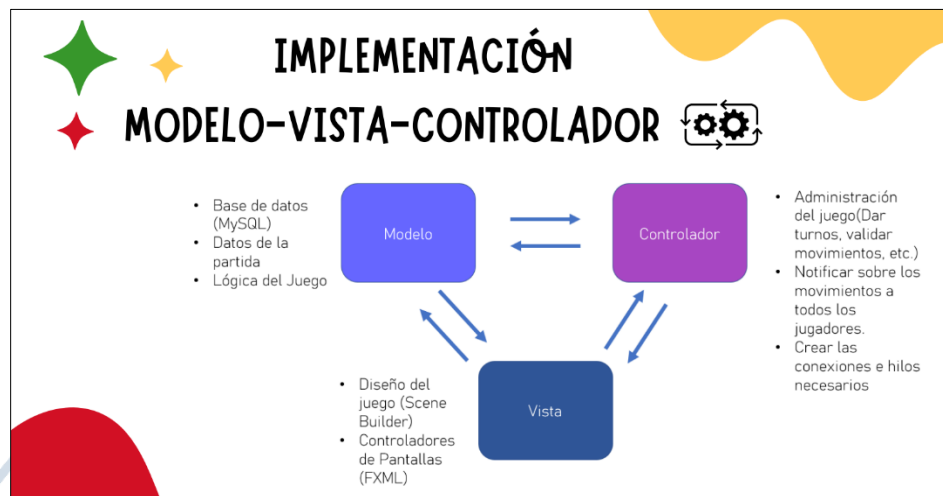 IMPLEMENTACIÓN
MODELO-VISTA-CONTROLADOR
• Base de datos
(MySQL)
• Datos de la
partida
• Lógica del Juego
Modelo
Controlador
• Administración
del juego(Dar
turnos, validar
movimientos, etc.)
• Notificar sobre los
movimientos a
todos los
jugadores.
• Crear las
conexiones e hilos
necesarios
• Diseño del
juego (Scene
Builder)
• Controladores
de Pantallas
(FXML)
Vista